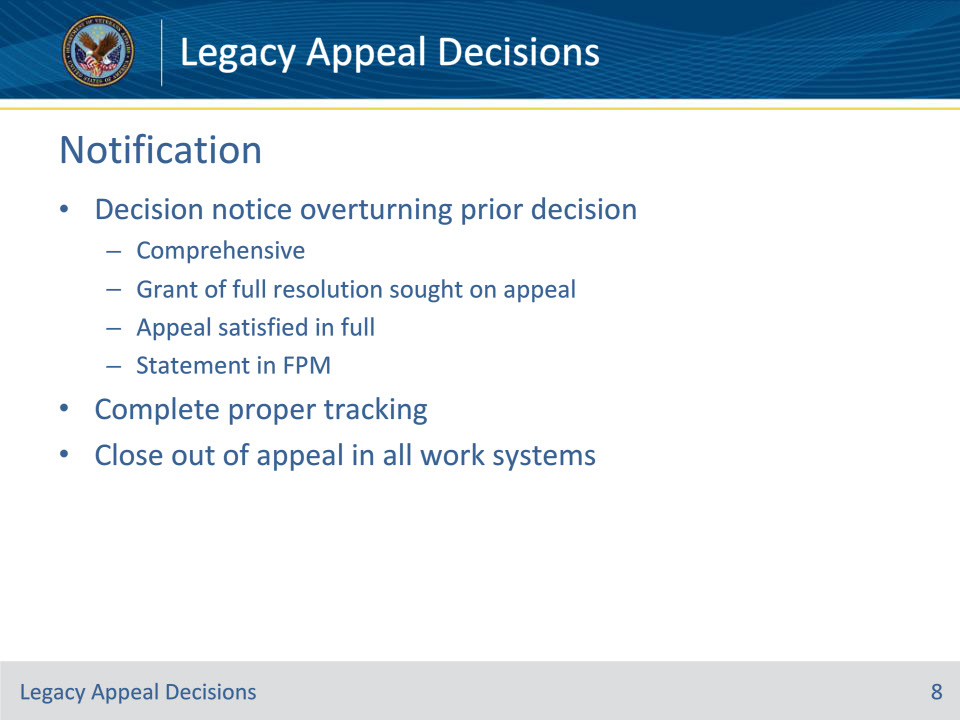 Legacy Appeal Decisions
Notification
• Decision notice overturning prior decision
– Comprehensive
– Grant of full resolution sought on appeal
– Appeal satisfied in full
– Statement in FPM
• Complete proper tracking
• Close out of appeal in all work systems
Legacy Appeal Decisions
8